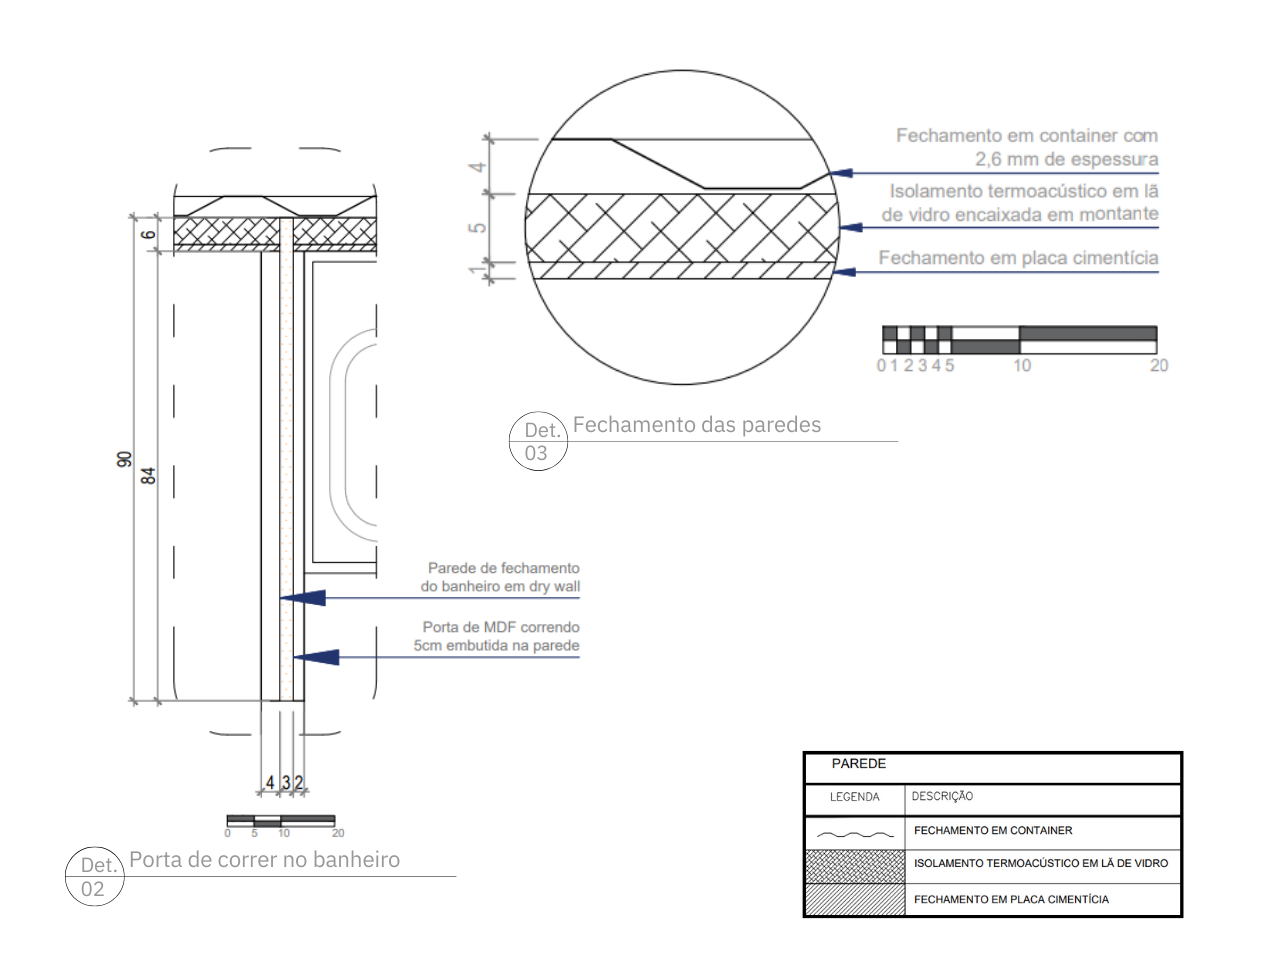 Fechamento em container com
2,6 mm de espessura
Isolamento termoacústico em lã
de vidro encaixada em montante
Fechamento em placa cimentícia
4
5
1
0 1 2 3 4 5 10 20
Det.
03
Fechamento das paredes
6
90
84
Parede de fechamento
do banheiro em dry wall
Porta de MDF correndo
5cm embutida na parede
4 3 2
0 5 10 20
Det.
02
Porta de correr no banheiro
PAREDE
LEGENDA DESCRIÇÃO
FECHAMENTO EM CONTAINER
ISOLAMENTO TERMOACÚSTICO EM LÃ DE VIDRO
FECHAMENTO EM PLACA CIMENTÍCIA